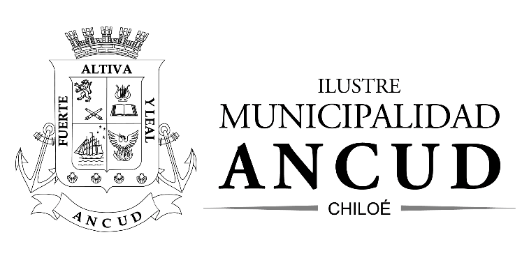 ALTIVA
FUERTE
Y LEAL
ANCUD
ILUSTRE
MUNICIPALIDAD
ANCUD
CHILOÉ